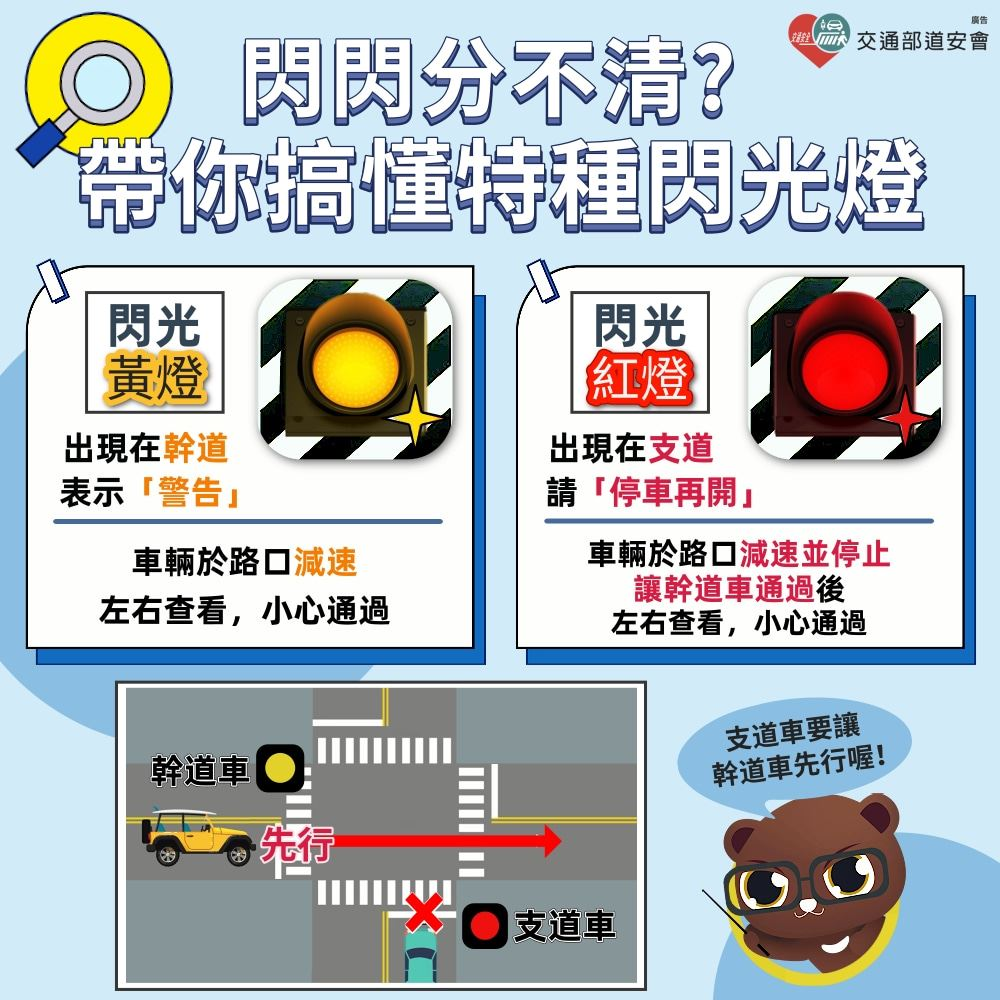 廣告
交通安全
交通部道安會
閃閃分不清?
帶你搞懂特種閃光燈
閃光
黃燈
出現在幹道
表示「警告」
車輛於路口減速
左右查看，小心通過
閃光
紅燈
出現在支道
請「停車再開」
車輛於路口減速並停止
讓幹道車通過後
左右查看，小心通過
幹道車
先行
支道車
支道車要讓
幹道車先行喔!